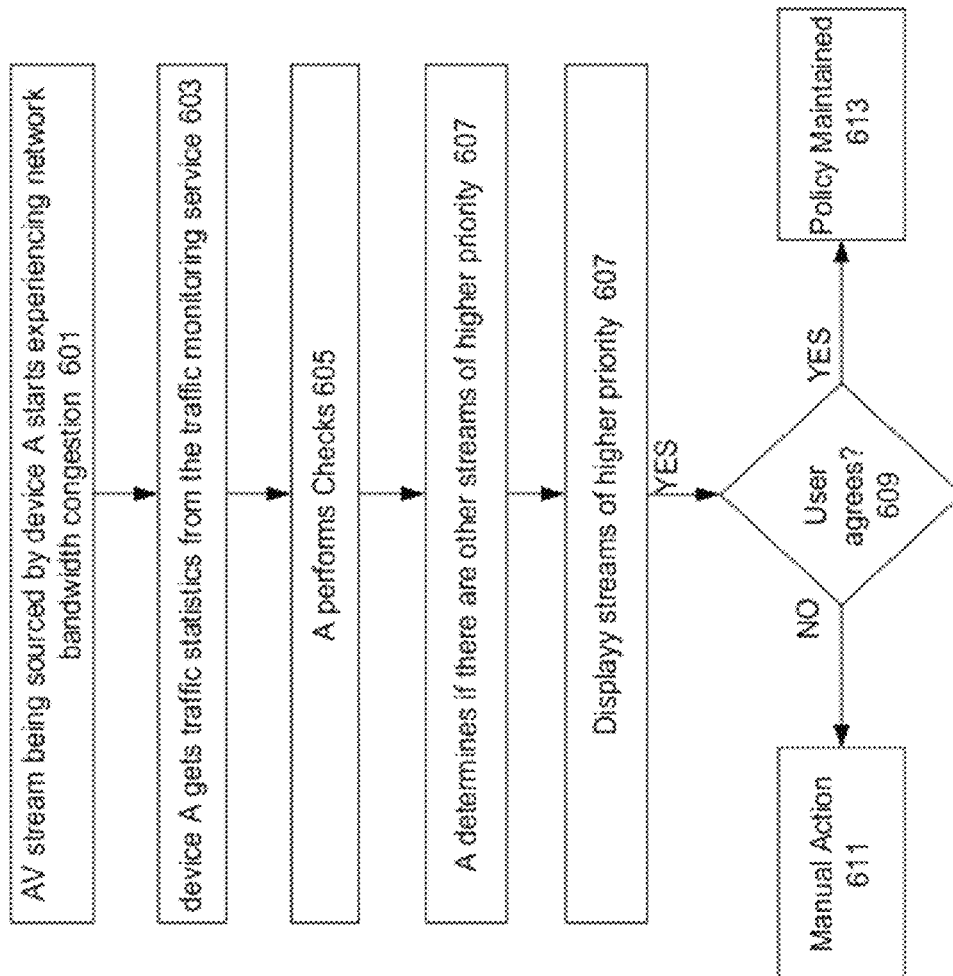 AV stream being sourced by device A starts experiencing network
bandwidth congestion 601
device A gets traffic statistics from the traffic monitoring service 603
A performs Checks 605
A determines if there are other streams of higher priority 607
Displayy streams of higher priority 607
YES
User
agrees?
609
NO
YES
Manual Action
611
Policy Maintained
613